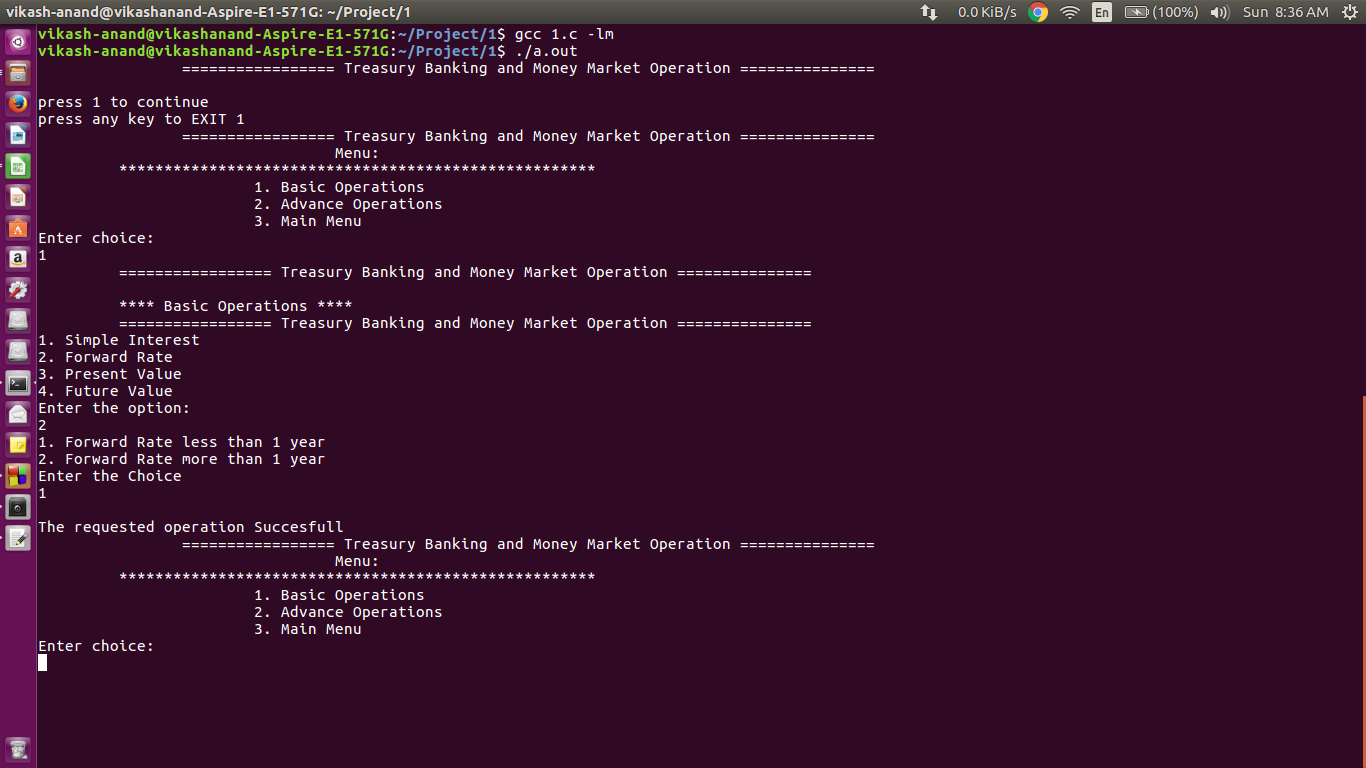 vikash-anand@vikashanand-Aspire-E1-571G: ~/Project/1 0.0 KiB/s En (100%) Sun 8:36 AM
vikash-anand@vikashanand-Aspire-E1-571G:~/Project/1$ gcc 1.c -lm
vikash-anand@vikashanand-Aspire-E1-571G:~/Project/1$ ./a.out
================= Treasury Banking and Money Market Operation ===============
press 1 to continue
press any key to EXIT 1
================= Treasury Banking and Money Market Operation ===============
Menu:
*****************************************************
1. Basic Operations
2. Advance Operations
3. Main Menu
Enter choice:
1
================= Treasury Banking and Money Market Operation ===============
**** Basic Operations ****
================= Treasury Banking and Money Market Operation ===============
1. Simple Interest
2. Forward Rate
3. Present Value
4. Future Value
Enter the option:
2
1. Forward Rate less than 1 year
2. Forward Rate more than 1 year
Enter the Choice
1
The requested operation Succesfull
================= Treasury Banking and Money Market Operation ===============
Menu:
*****************************************************
1. Basic Operations
2. Advance Operations
3. Main Menu
Enter choice: